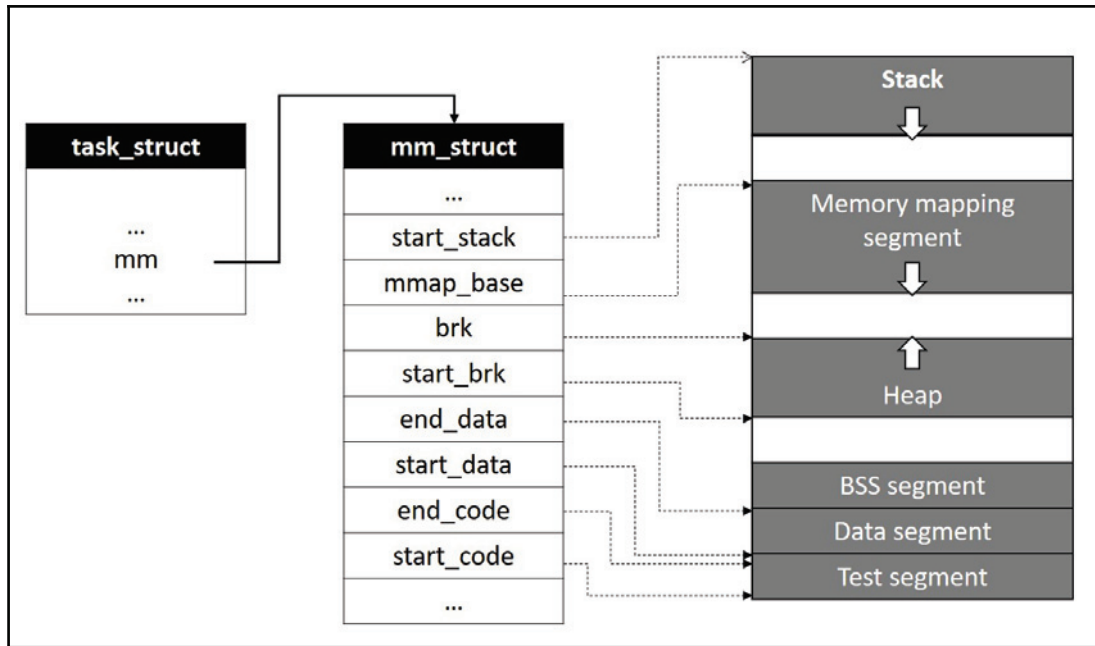 task_struct
...
mm
...
mm_struct
...
start_stack
mmap_base
brk
start_brk
end_data
start_data
end_code
start_code
...
Stack
Memory mapping
segment
Heap
BSS segment
Data segment
Test segment